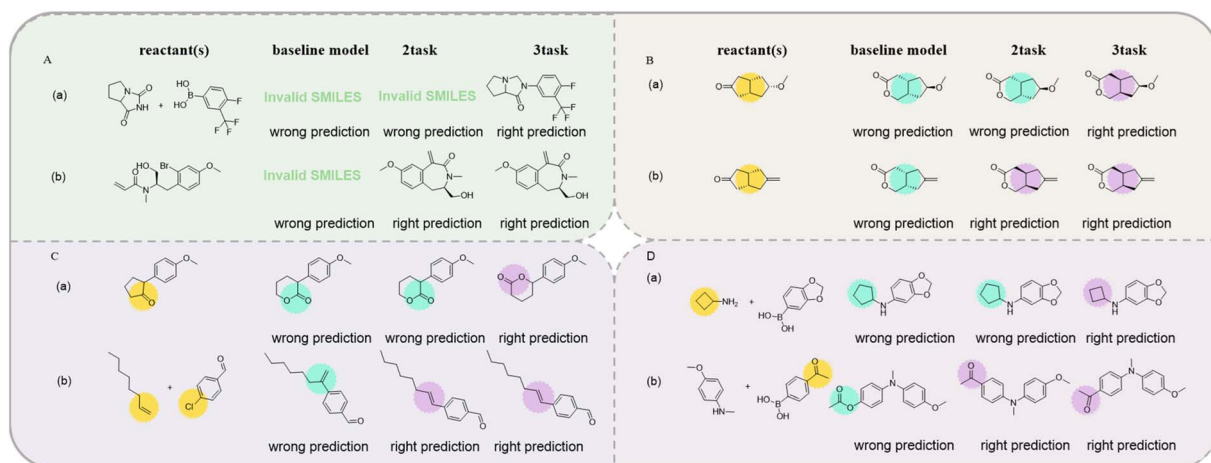 A
reactant(s) baseline model 2task 3task
(a)
+
Invalid SMILES Invalid SMILES
wrong prediction wrong prediction right prediction
(b)
Invalid SMILES
wrong prediction right prediction right prediction
B
reactant(s) baseline model 2task 3task
(a)
wrong prediction wrong prediction right prediction
(b)
wrong prediction right prediction right prediction
C
(a)
wrong prediction wrong prediction right prediction
(b)
+
wrong prediction right prediction right prediction
D
(a)
+
wrong prediction wrong prediction right prediction
(b)
+
wrong prediction right prediction right prediction